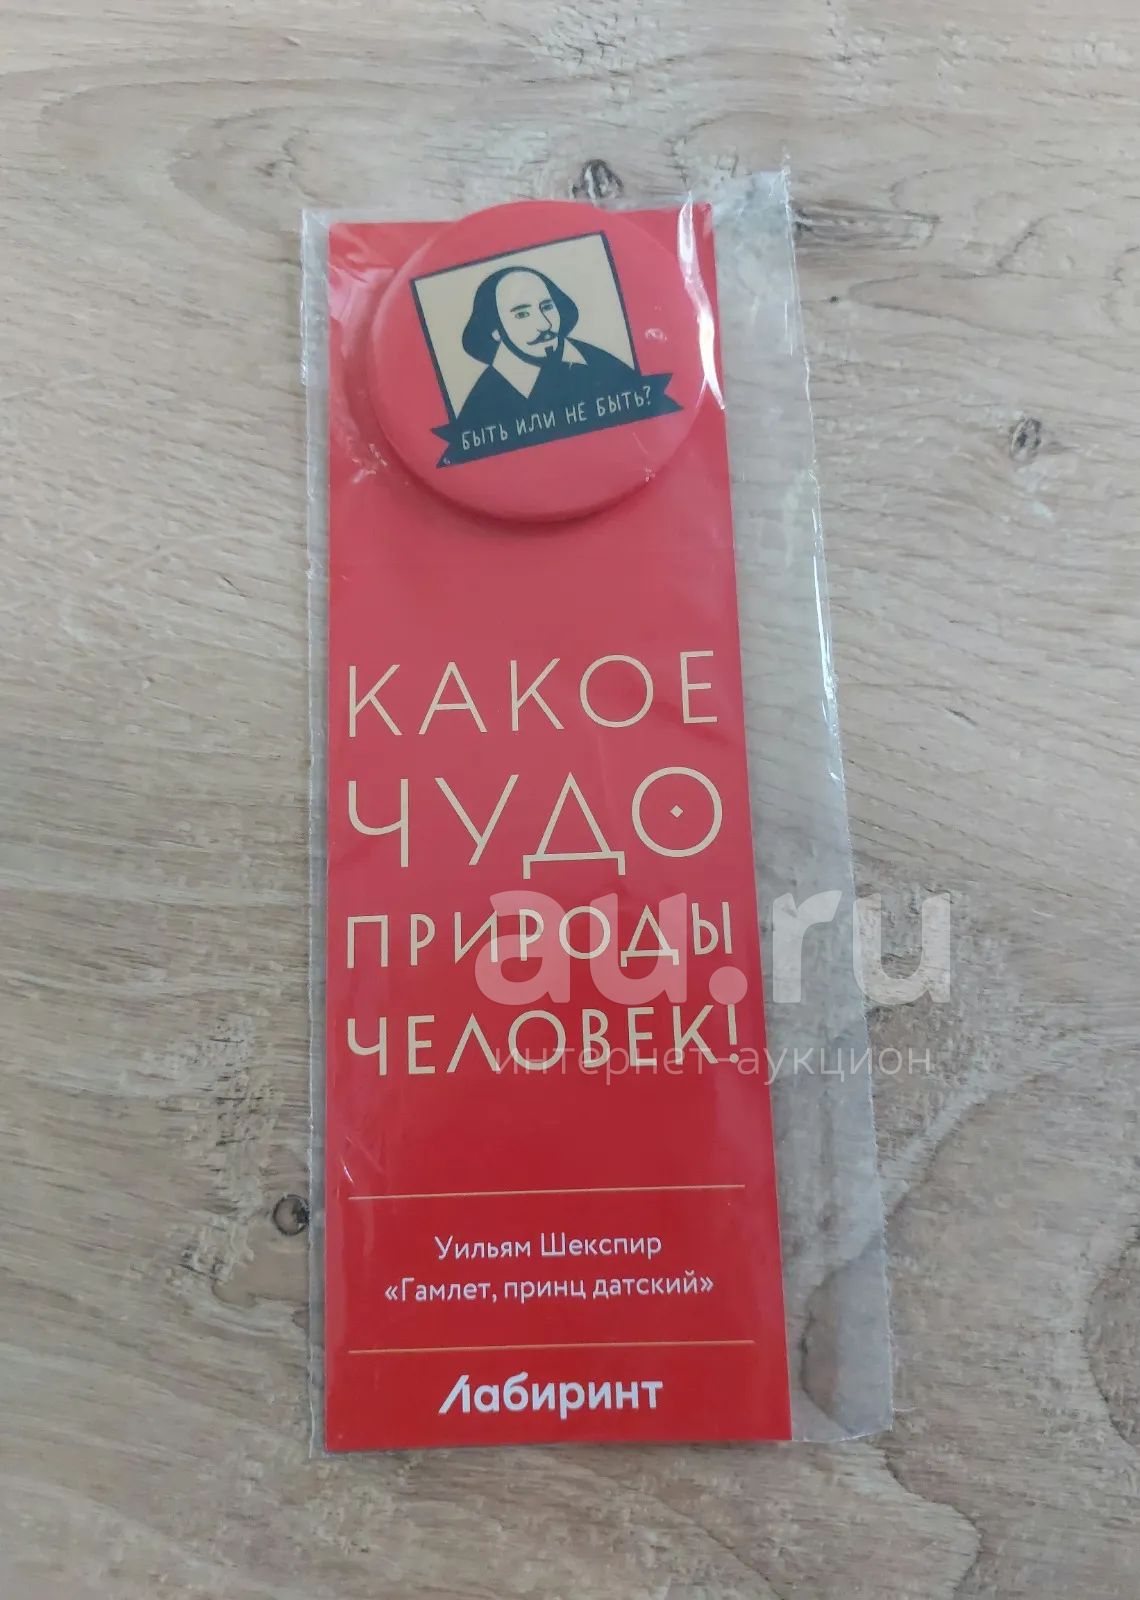 БЫТЬ ИЛИ НЕ БЫТЬ?
КАКОЕ
ЧУДО
ПРИРОДЫ
ЧЕЛОВЕК!
au.ru
интернет-аукцион
Уильям Шекспир
«Гамлет, принц датский»
Лабиринт